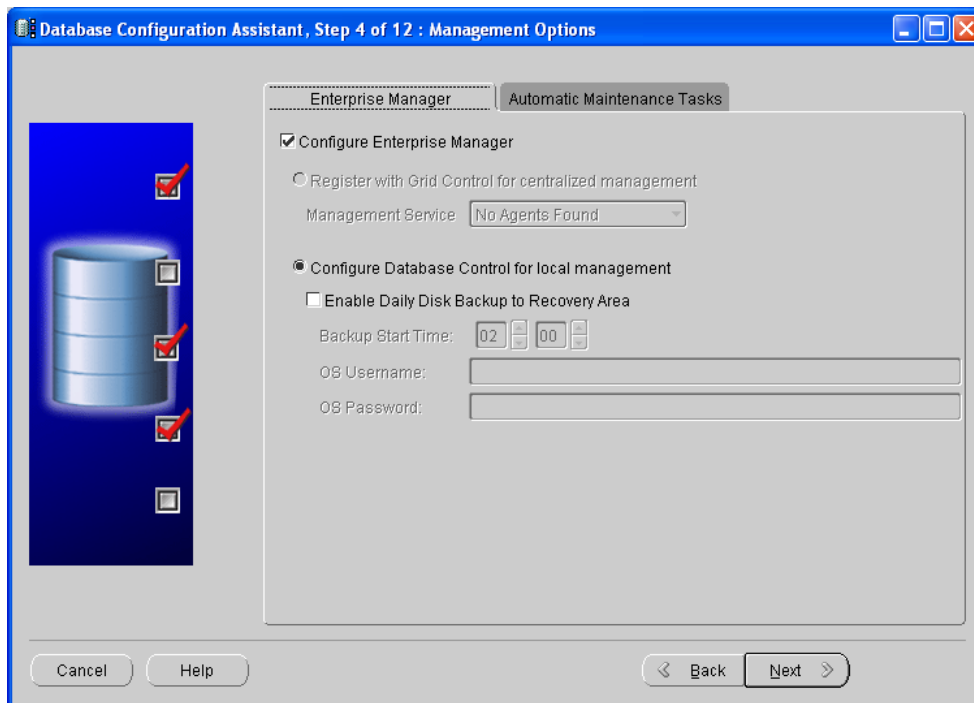 Database Configuration Assistant, Step 4 of 12 : Management Options
Enterprise Manager
Automatic Maintenance Tasks
Configure Enterprise Manager
Register with Grid Control for centralized management
Management Service No Agents Found
Configure Database Control for local management
Enable Daily Disk Backup to Recovery Area
Backup Start Time: 02 00
OS Username:
OS Password:
Cancel Help Back Next